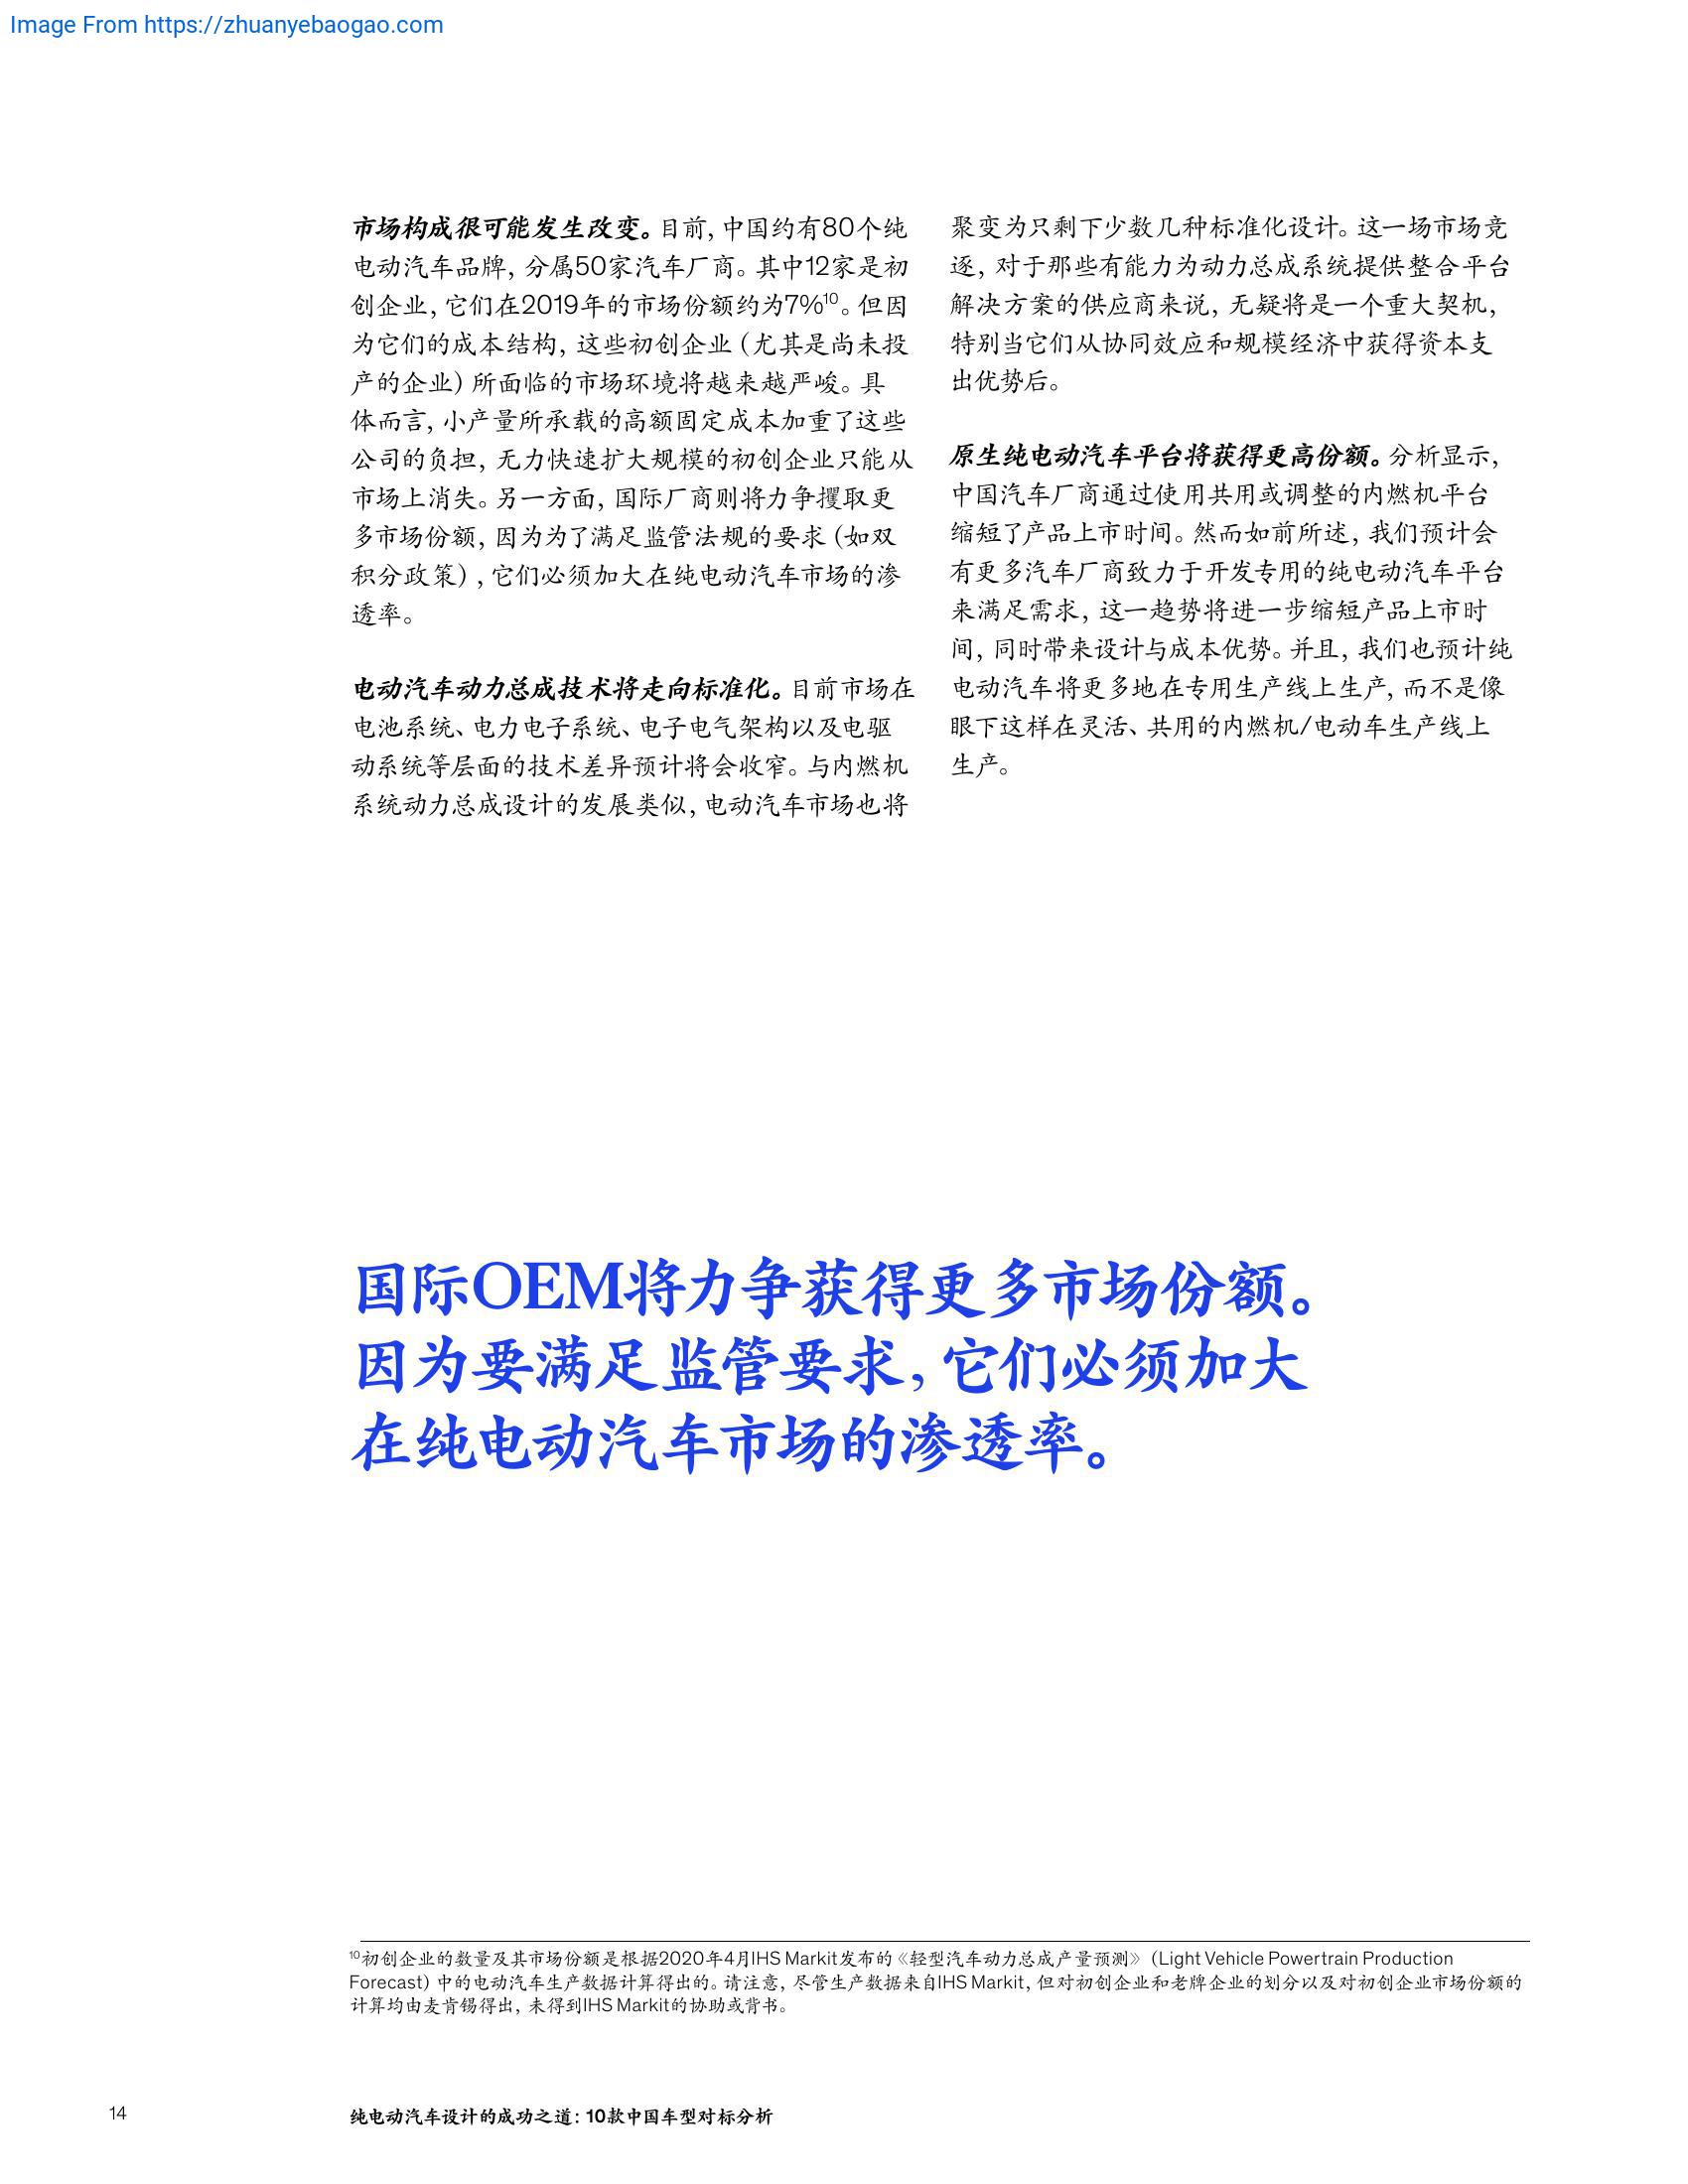 Image From https://zhuanyebaogao.com
市场构成很可能发生改变。目前，中国约有80个纯
电动汽车品牌，分属50家汽车厂商。其中12家是初
创企业，它们在2019年的市场份额约为7%10。但因
为它们的成本结构，这些初创企业（尤其是尚未投
产的企业）所面临的市场环境将越来越严峻。具
体而言，小产量所承载的高额固定成本加重了这些
公司的负担，无力快速扩大规模的初创企业只能从
市场上消失。另一方面，国际厂商则将力争攫取更
多市场份额，因为为了满足监管法规的要求（如双
积分政策），它们必须加大在纯电动汽车市场的渗
透率。
电动汽车动力总成技术将走向标准化。目前市场在
电池系统、电力电子系统、电子电气架构以及电驱
动系统等层面的技术差异预计将会收窄。与内燃机
系统动力总成设计的发展类似，电动汽车市场也将
聚变为只剩下少数几种标准化设计。这一场市场竞
逐，对于那些有能力为动力总成系统提供整合平台
解决方案的供应商来说，无疑将是一个重大契机，
特别当它们从协同效应和规模经济中获得资本支
出优势后。
原生纯电动汽车平台将获得更高份额。分析显示，
中国汽车厂商通过使用共用或调整的内燃机平台
缩短了产品上市时间。然而如前所述，我们预计会
有更多汽车厂商致力于开发专用的纯电动汽车平台
来满足需求，这一趋势将进一步缩短产品上市时
间，同时带来设计与成本优势。并且，我们也预计纯
电动汽车将更多地在专用生产线上生产，而不是像
眼下这样在灵活、共用的内燃机/电动车生产线上
生产。
国际OEM将力争获得更多市场份额。
因为要满足监管要求，它们必须加大
在纯电动汽车市场的渗透率。
10初创企业的数量及其市场份额是根据2020年4月IHS Markit发布的《轻型汽车动力总成产量预测》（Light Vehicle Powertrain Production
Forecast）中的电动汽车生产数据计算得出的。请注意，尽管生产数据来自IHS Markit，但对初创企业和老牌企业的划分以及对初创企业市场份额的
计算均由麦肯锡得出，未得到IHS Markit的协助或背书。
14
纯电动汽车设计的成功之道：10款中国车型对标分析